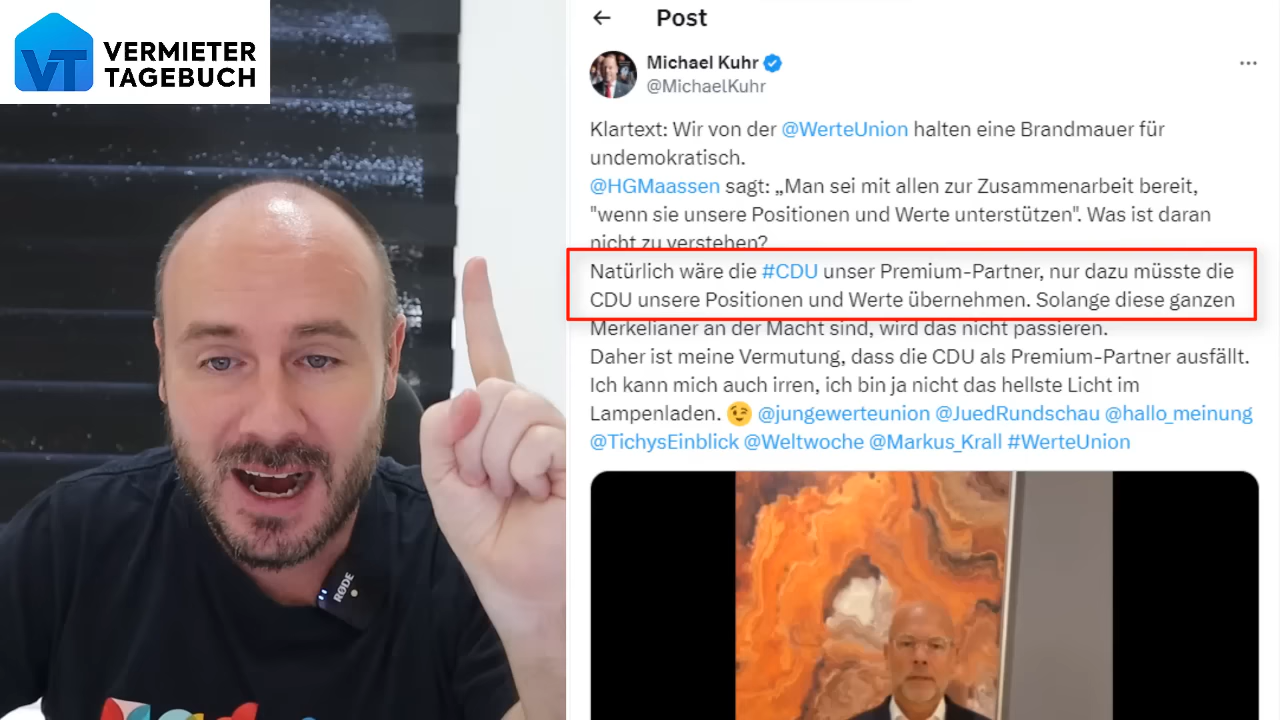 VERMIETER
TAGEBUCH
VT
Post
Michael Kuhr
@MichaelKuhr
Klartext: Wir von der @WerteUnion halten eine Brandmauer für
undemokratisch.
@HGMaassen sagt: „Man sei mit allen zur Zusammenarbeit bereit,
"wenn sie unsere Positionen und Werte unterstützen". Was ist daran
nicht zu verstehen?
Natürlich wäre die #CDU unser Premium-Partner, nur dazu müsste die
CDU unsere Positionen und Werte übernehmen. Solange diese ganzen
Merkelianer an der Macht sind, wird das nicht passieren.
Daher ist meine Vermutung, dass die CDU als Premium-Partner ausfällt.
Ich kann mich auch irren, ich bin ja nicht das hellste Licht im
Lampenladen. 😉 @jungewerteunion @JuedRundschau @hallo_meinung
@TichysEinblick @Weltwoche @Markus_Krall #WerteUnion
RØDE